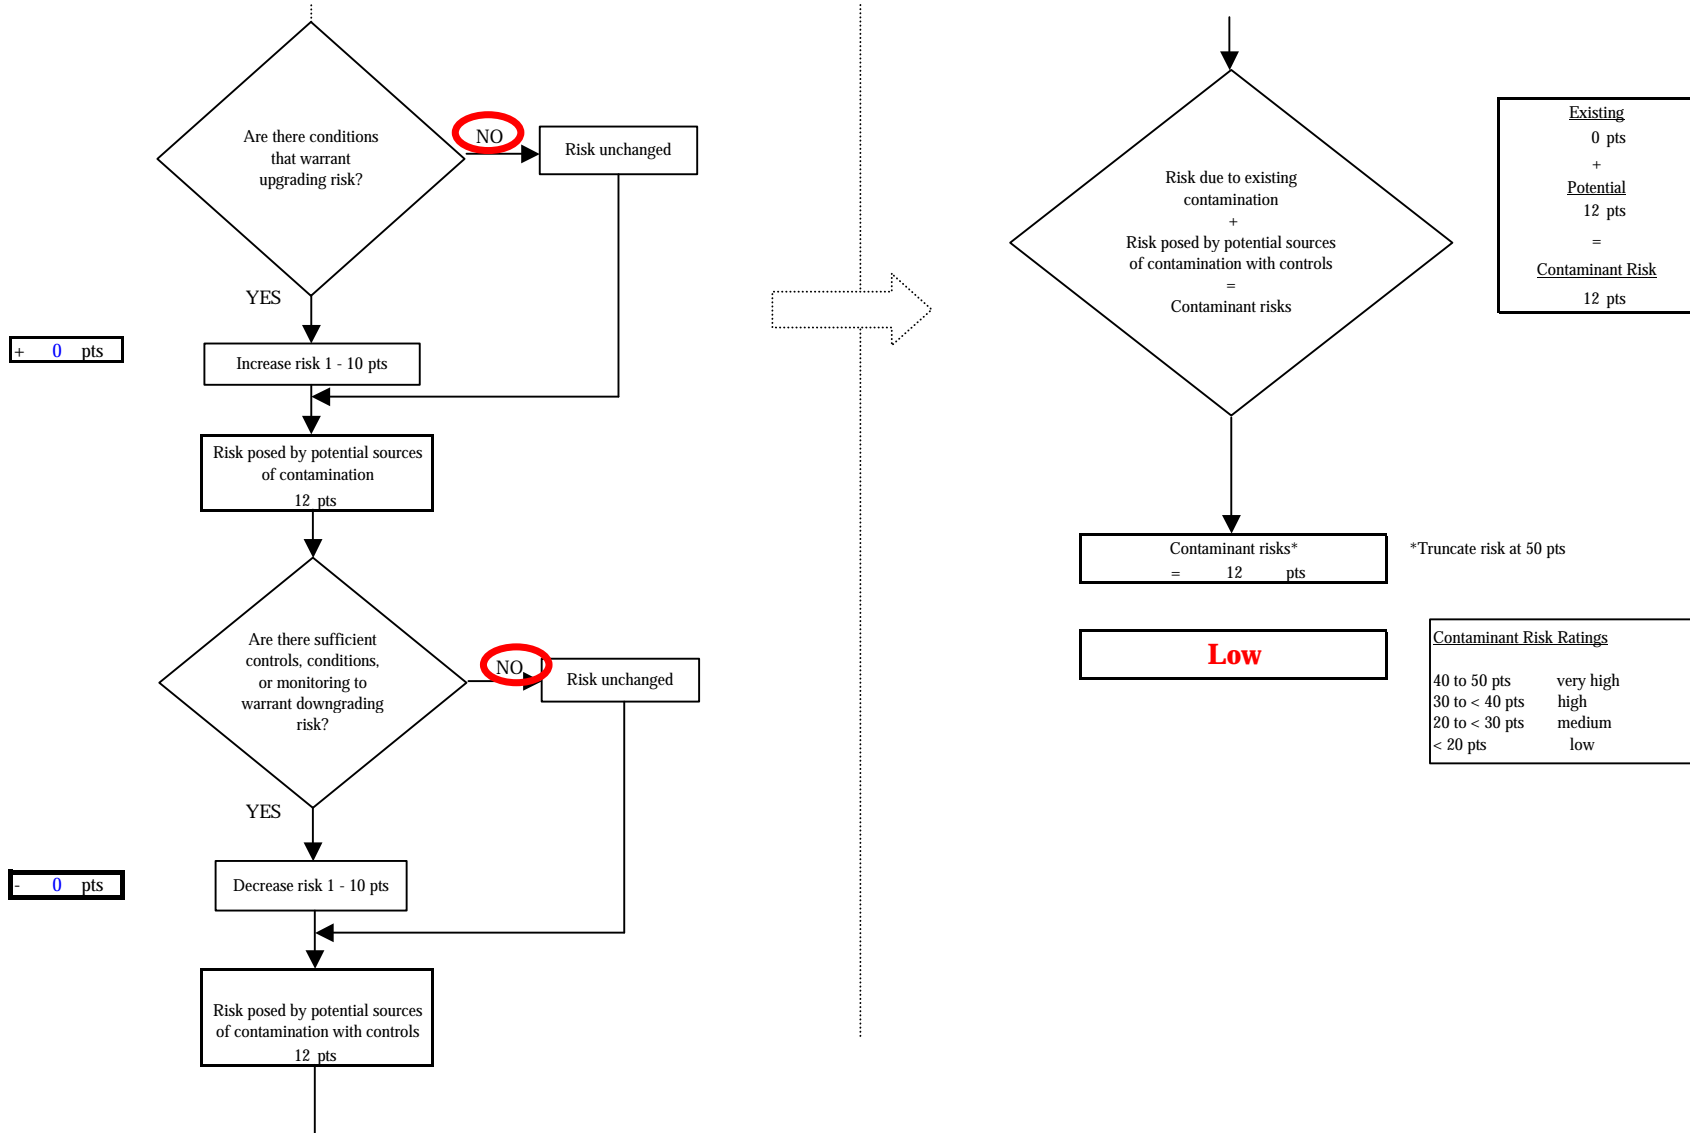 Are there conditions
that warrant
upgrading risk?
NO
Risk unchanged
YES
+ 0 pts
Increase risk 1 - 10 pts
Risk posed by potential sources
of contamination
12 pts
Are there sufficient
controls, conditions,
or monitoring to
warrant downgrading
risk?
NO
Risk unchanged
YES
- 0 pts
Decrease risk 1 - 10 pts
Risk posed by potential sources
of contamination with controls
12 pts
Risk due to existing
contamination
+
Risk posed by potential sources
of contamination with controls
=
Contaminant risks
Existing
0 pts
+
Potential
12 pts
=
Contaminant Risk
12 pts
Contaminant risks*
= 12 pts
*Truncate risk at 50 pts
Low
Contaminant Risk Ratings
40 to 50 pts very high
30 to < 40 pts high
20 to < 30 pts medium
< 20 pts low